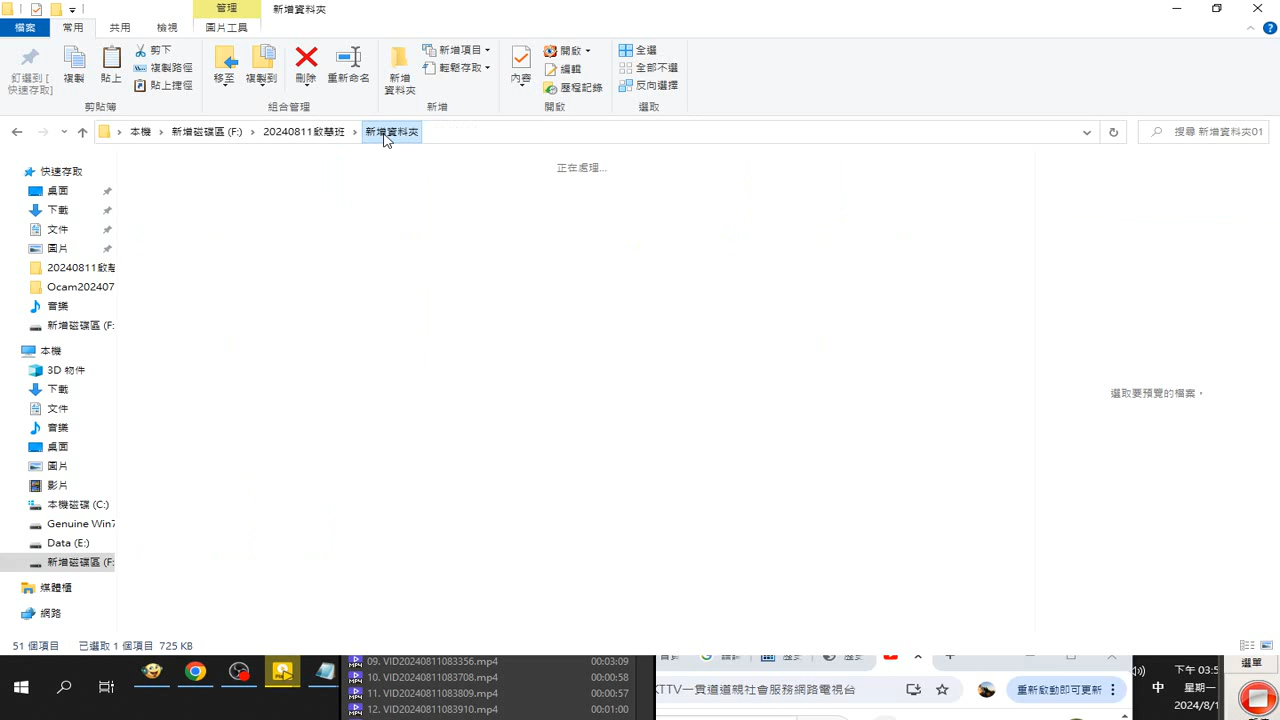 管理
新增資料夾
檔案
常用
共用
檢視
圖片工具
釘選到 [
快速存取]
複製
貼上
剪下
複製路徑
貼上捷徑
剪貼簿
移至
複製到
刪除
重新命名
組合管理
新增
資料夾
新增項目
輕鬆存取
新增
內容
開啟
編輯
歷程記錄
開啟
全選
全部不選
反向選擇
選取
本機 › 新增磁碟區 (F:) › 20240811啟慧班 › 新增資料夾
搜尋 新增資料夾01
正在處理...
選取要預覽的檔案。
快速存取
桌面
下載
文件
圖片
20240811啟慧
Ocam202407
音樂
新增磁碟區 (F:
本機
3D 物件
下載
文件
音樂
桌面
圖片
影片
本機磁碟 (C:)
Genuine Win7
Data (E:)
新增磁碟區 (F:
媒體櫃
網路
51 個項目
已選取 1 個項目 725 KB
09. VID20240811083356.mp4 00:03:09
10. VID20240811083708.mp4 00:00:58
11. VID20240811083809.mp4 00:00:57
12. VID20240811083910.mp4 00:01:00
TTV一貫道道親社會服務網路電視台
重新啟動即可更新
中
下午 03:5
星期一
2024/8/1
選單